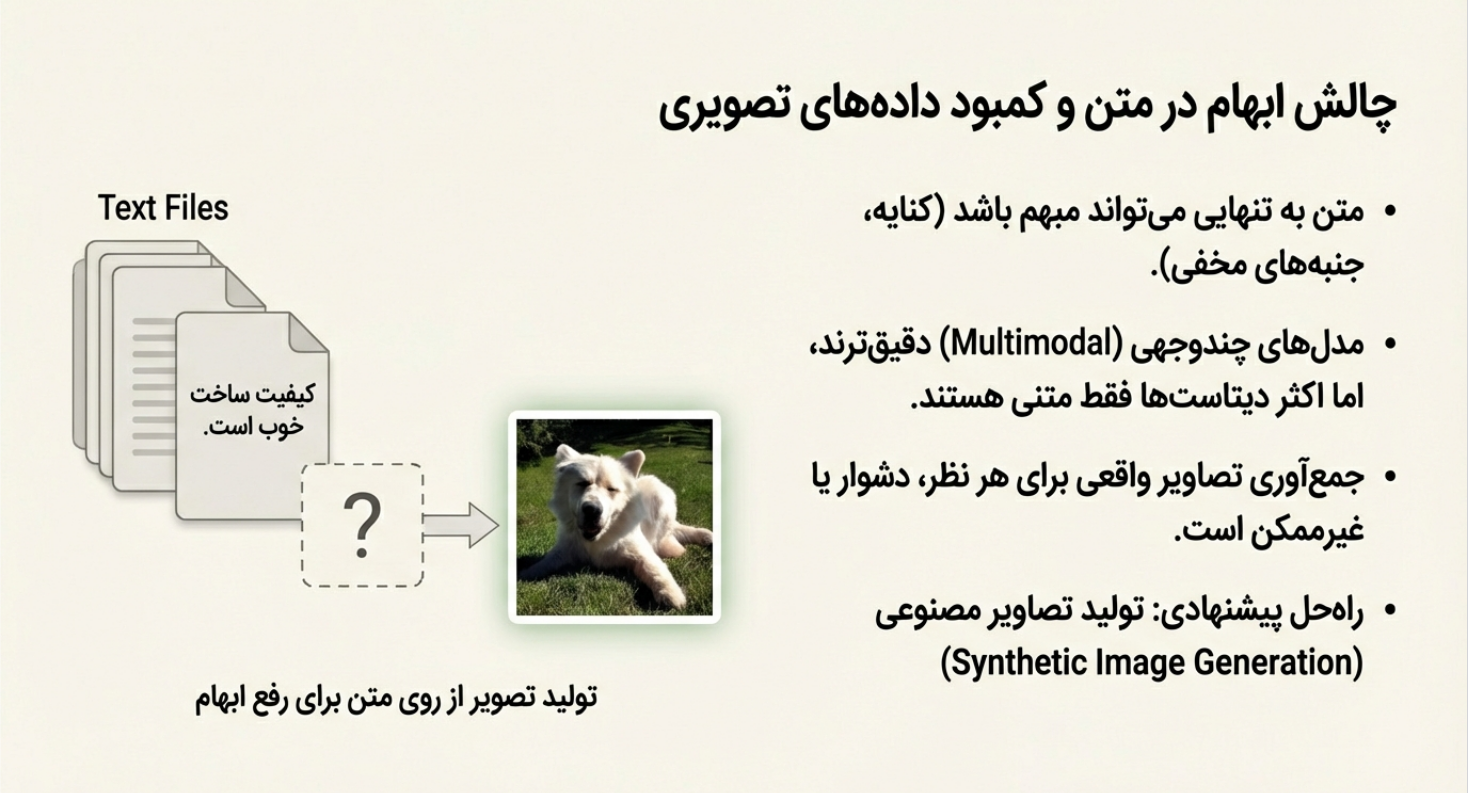 چالش ابهام در متن و کمبود داده‌های تصویری
• متن به تنهایی می‌تواند مبهم باشد (کنایه،
جنبه‌های مخفی).
• مدل‌های چندوجهی (Multimodal) دقیق‌ترند،
اما اکثر دیتاست‌ها فقط متنی هستند.
• جمع‌آوری تصاویر واقعی برای هر نظر، دشوار یا
غیرممکن است.
• راه‌حل پیشنهادی: تولید تصاویر مصنوعی
(Synthetic Image Generation)
Text Files
کیفیت ساخت
خوب است.
?
تولید تصویر از روی متن برای رفع ابهام